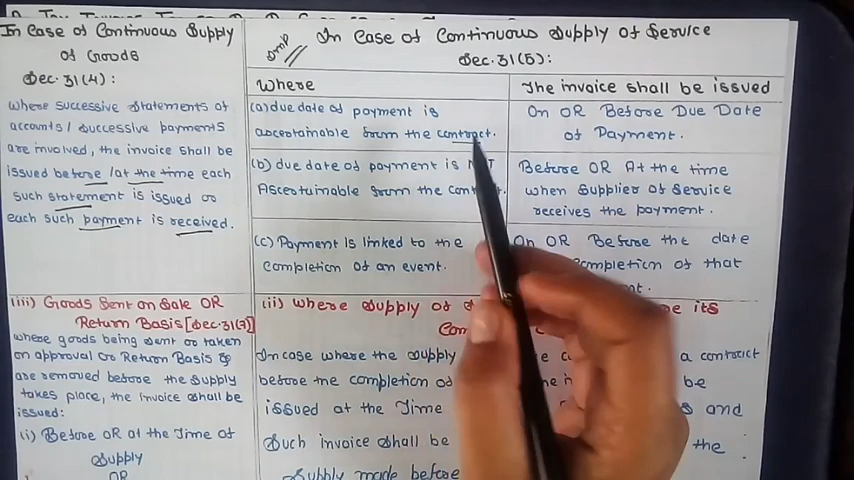 In Case of Continuous Supply
of Goods
Sec.31(4):
where successive statements of
accounts/successive payments
are involved, the invoice shall be
issued before/at the time each
such statement is issued or
each such payment is received.
(iii) Goods Sent on Sale OR
Return Basis [Sec.31(7)]
where goods being sent or taken
on approval or Return Basis &
are removed before the supply
takes place, the invoice shall be
issued:
(i) Before OR at the Time of
Supply
OR
Imp
In Case of Continuous Supply of Service
Sec.31(5):
Where
The invoice shall be issued
(a) due date of payment is
ascertainable from the contract.
On OR Before Due Date
of Payment.
(b) due date of payment is NOT
Ascertainable from the
Before OR At the time
when Supplier of Service
receives the payment.
(c) Payment is linked to the
completion of an event.
On OR Before the date
completion of that
(ii) where Supply of its
In case where the supply a contract
before the completion of be
issued at the Time and
Such invoice shall be the
Supply made before